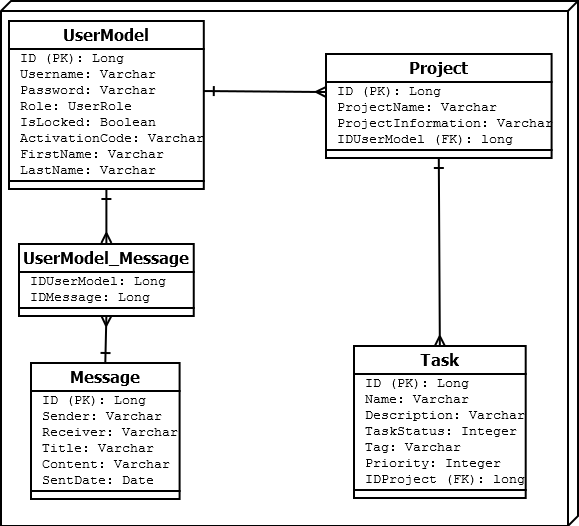 UserModel
ID (PK): Long
Username: Varchar
Password: Varchar
Role: UserRole
IsLocked: Boolean
ActivationCode: Varchar
FirstName: Varchar
LastName: Varchar
Project
ID (PK): Long
ProjectName: Varchar
ProjectInformation: Varchar
IDUserModel (FK): long
UserModel_Message
IDUserModel: Long
IDMessage: Long
Message
ID (PK): Long
Sender: Varchar
Receiver: Varchar
Title: Varchar
Content: Varchar
SentDate: Date
Task
ID (PK): Long
Name: Varchar
Description: Varchar
TaskStatus: Integer
Tag: Varchar
Priority: Integer
IDProject (FK): long